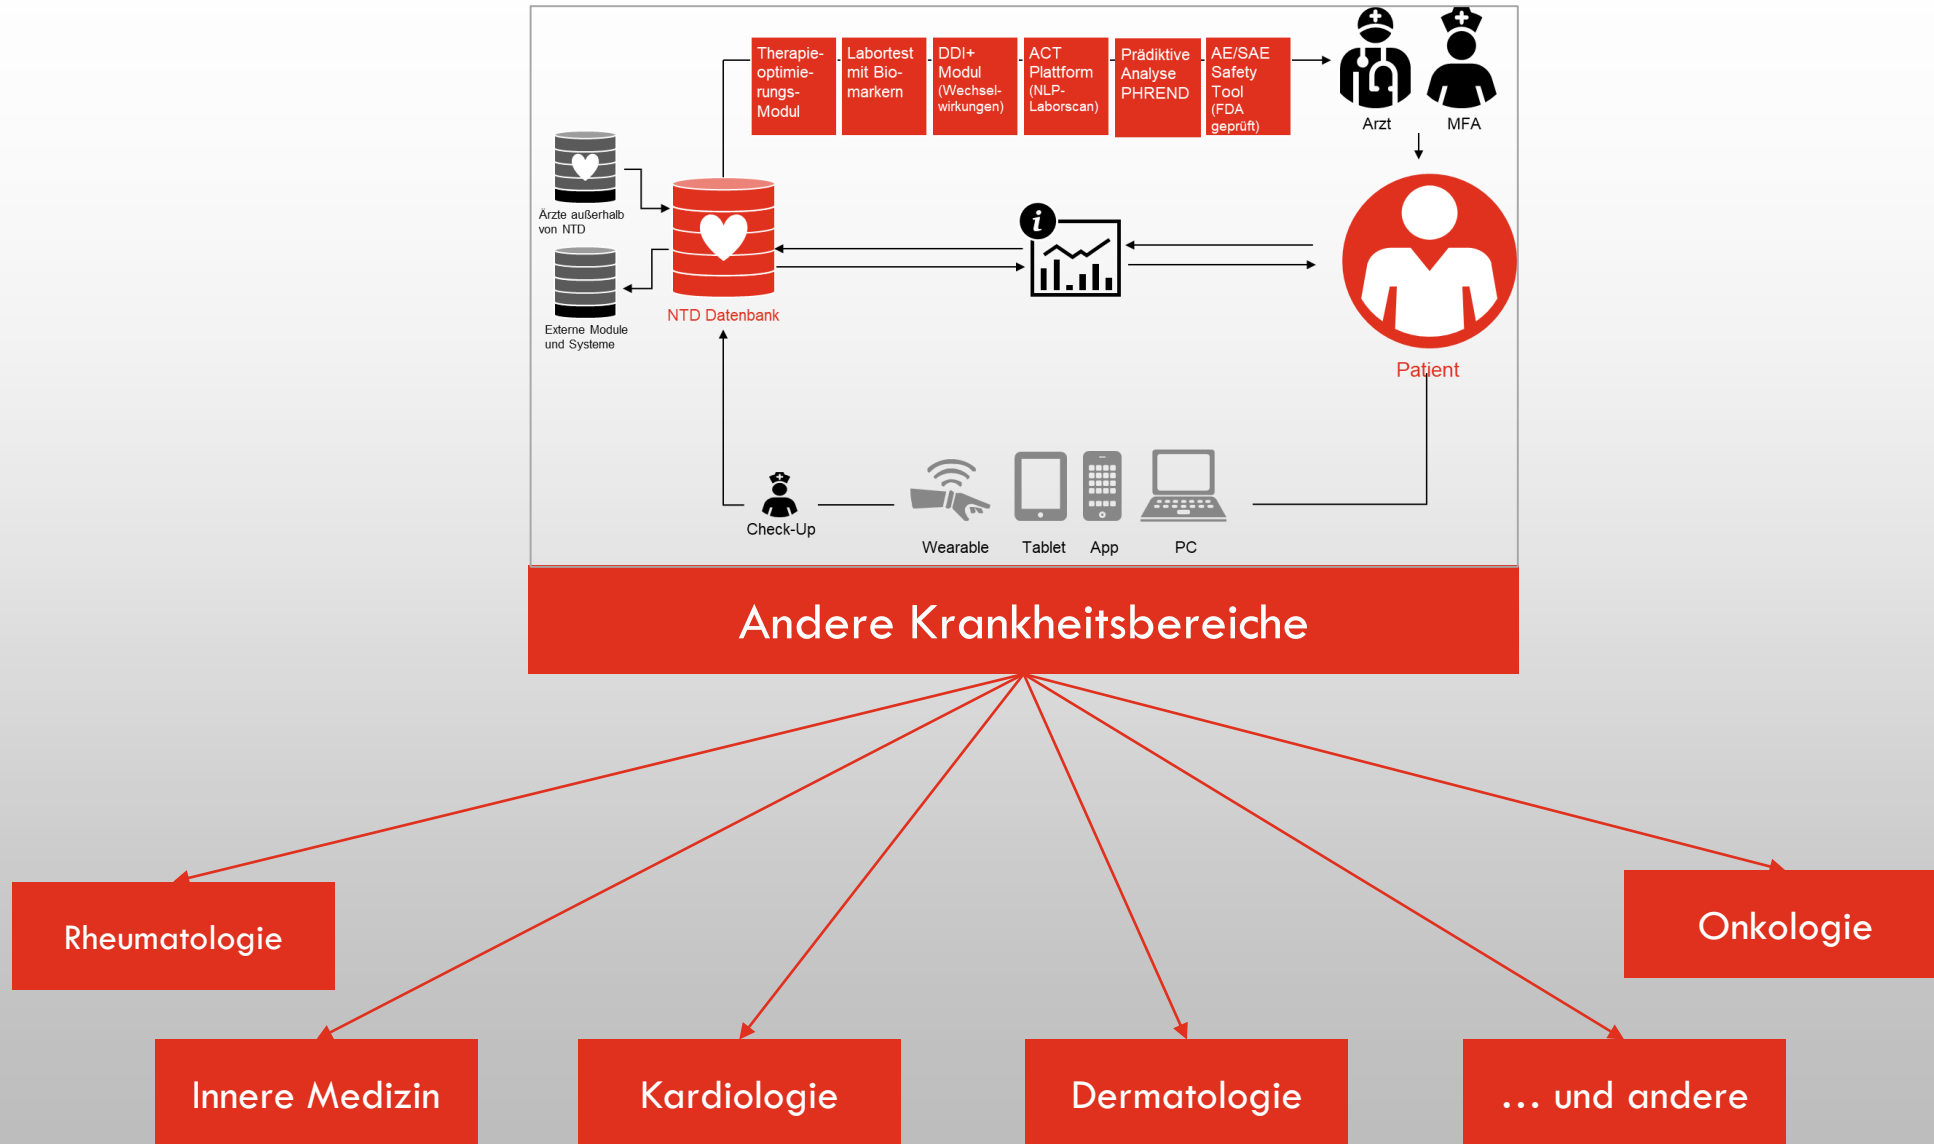 Therapie-
optimie-
rungs-
Modul
Labortest
mit Bio-
markern
DDI+
Modul
(Wechsel-
wirkungen)
ACT
Plattform
(NLP-
Laborscan)
Prädiktive
Analyse
PHREND
AE/SAE
Safety
Tool
(FDA
geprüft)
Arzt
MFA
Ärzte außerhalb
von NTD
i
Externe Module
und Systeme
NTD Datenbank
Patient
Check-Up
Wearable
Tablet
App
PC
Andere Krankheitsbereiche
Rheumatologie
Onkologie
Innere Medizin
Kardiologie
Dermatologie
... und andere